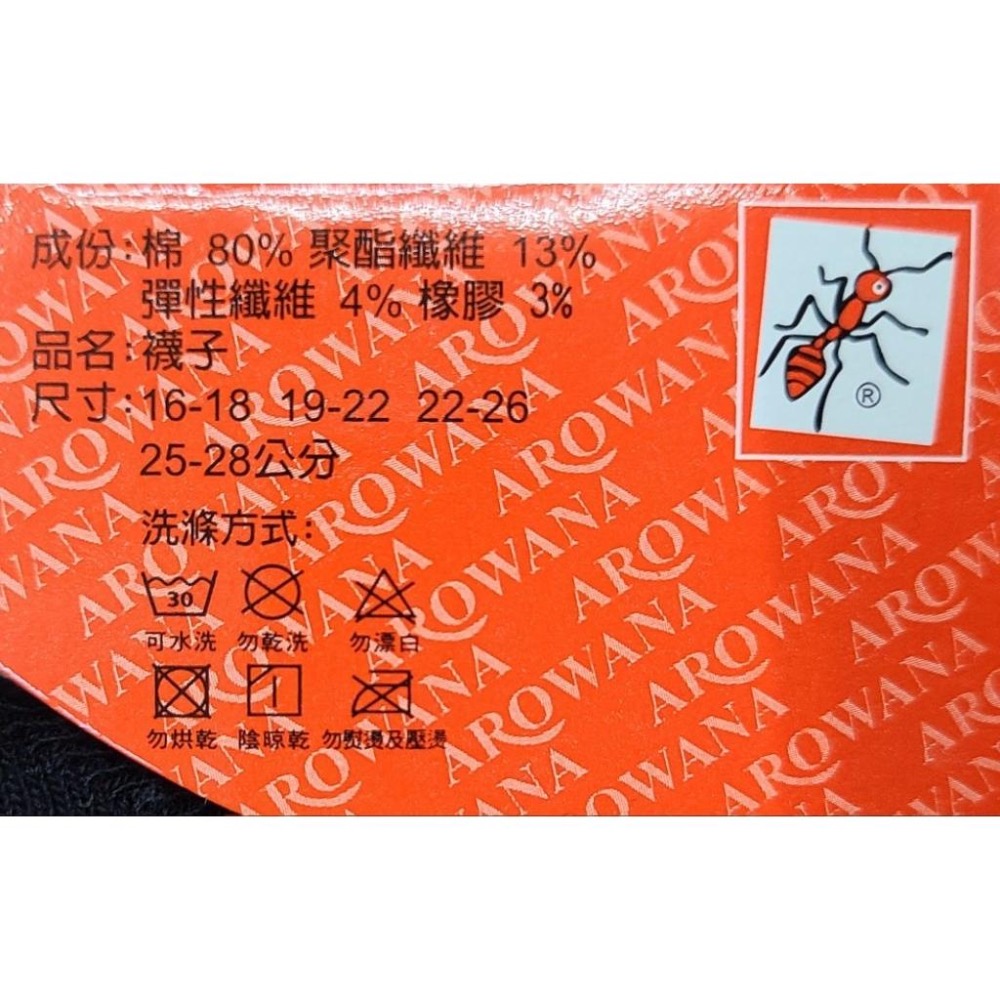 成份:棉 80% 聚酯纖維 13%
彈性纖維 4% 橡膠 3%
品名:襪子
尺寸:16-18 19-22 22-26
25-28公分
洗滌方式:
30
可水洗 勿乾洗 勿漂白
勿烘乾 陰晾乾 勿熨燙及壓燙
®
AROWANA